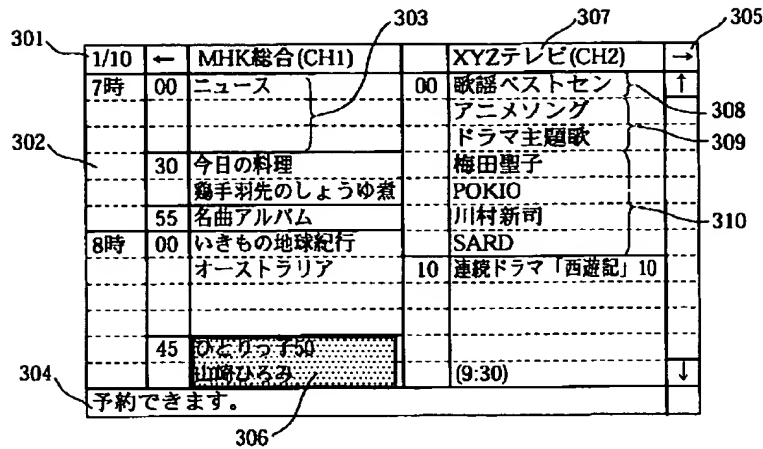 303
307
305
301
1/10 ← MHK総合(CH1) XYZテレビ(CH2) →
7時 00 ニュース 00 歌謡ベストセン ↑
308
アニメソング
ドラマ主題歌
309
302
30 今日の料理 梅田聖子
鶏手羽先のしょうゆ煮 POKIO
55 名曲アルバム 川村新司
310
8時 00 いきもの地球紀行 SARD
オーストラリア 10 連続ドラマ「西遊記」10
45 ひとりっ子50
山崎ひろみ (9:30) ↓
304
予約できます。
306